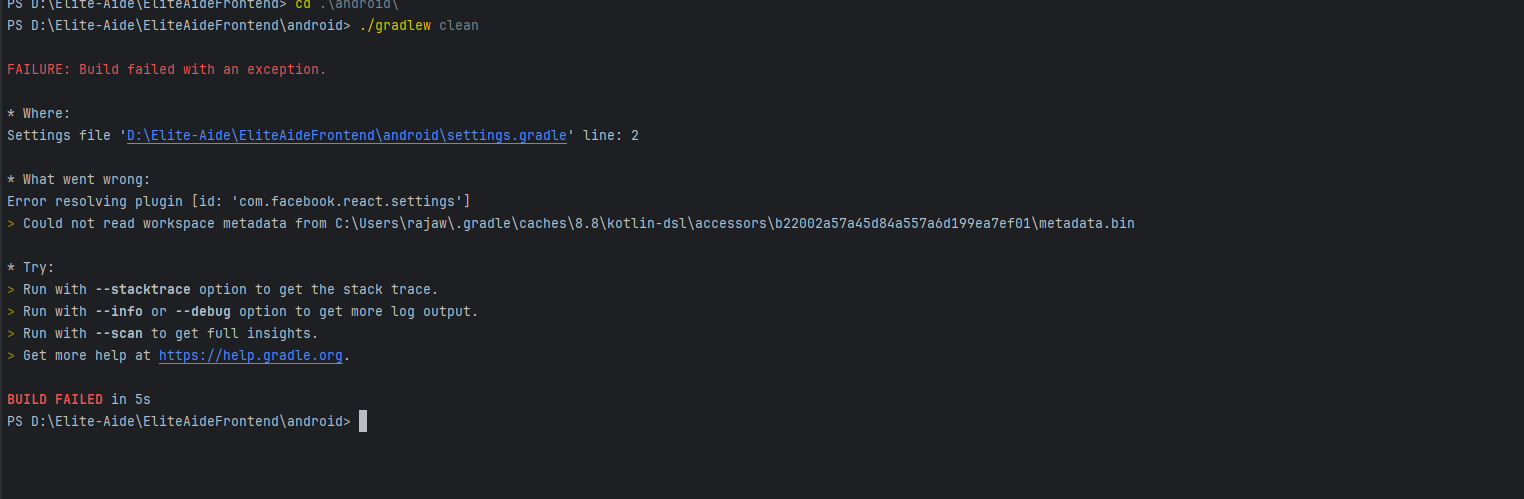 PS D:\Elite-Aide\EliteAideFrontend> cd .\android\
PS D:\Elite-Aide\EliteAideFrontend\android> ./gradlew clean
FAILURE: Build failed with an exception.
* Where:
Settings file 'D:\Elite-Aide\EliteAideFrontend\android\settings.gradle' line: 2
* What went wrong:
Error resolving plugin [id: 'com.facebook.react.settings']
> Could not read workspace metadata from C:\Users\rajaw\.gradle\caches\8.8\kotlin-dsl\accessors\b22002a57a45d84a557a6d199ea7ef01\metadata.bin
* Try:
> Run with --stacktrace option to get the stack trace.
> Run with --info or --debug option to get more log output.
> Run with --scan to get full insights.
> Get more help at https://help.gradle.org.
BUILD FAILED in 5s
PS D:\Elite-Aide\EliteAideFrontend\android>